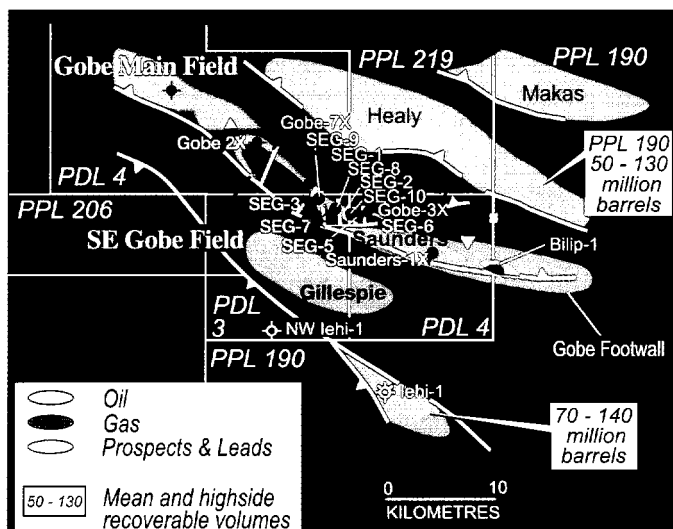 PPL 219
PPL 190
Gobe Main Field
Makas
Healy
Gobe-7X
SEG-9
Gobe 2X
SEG-1
SEG-8
SEG-2
SEG-10
PPL 190
50 - 130
million
barrels
PDL 4
PPL 206
SEG-3
Gobe-3X
SEG-7
SEG-6
SE Gobe Field
Saunders
Bilip-1
SEG-5
Saunders-1X
Gillespie
PDL
3
NW Iehi-1
PDL 4
Gobe Footwall
PPL 190
Iehi-1
Oil
Gas
Prospects & Leads
50 - 130
Mean and highside
recoverable volumes
70 - 140
million
barrels
0
10
KILOMETRES